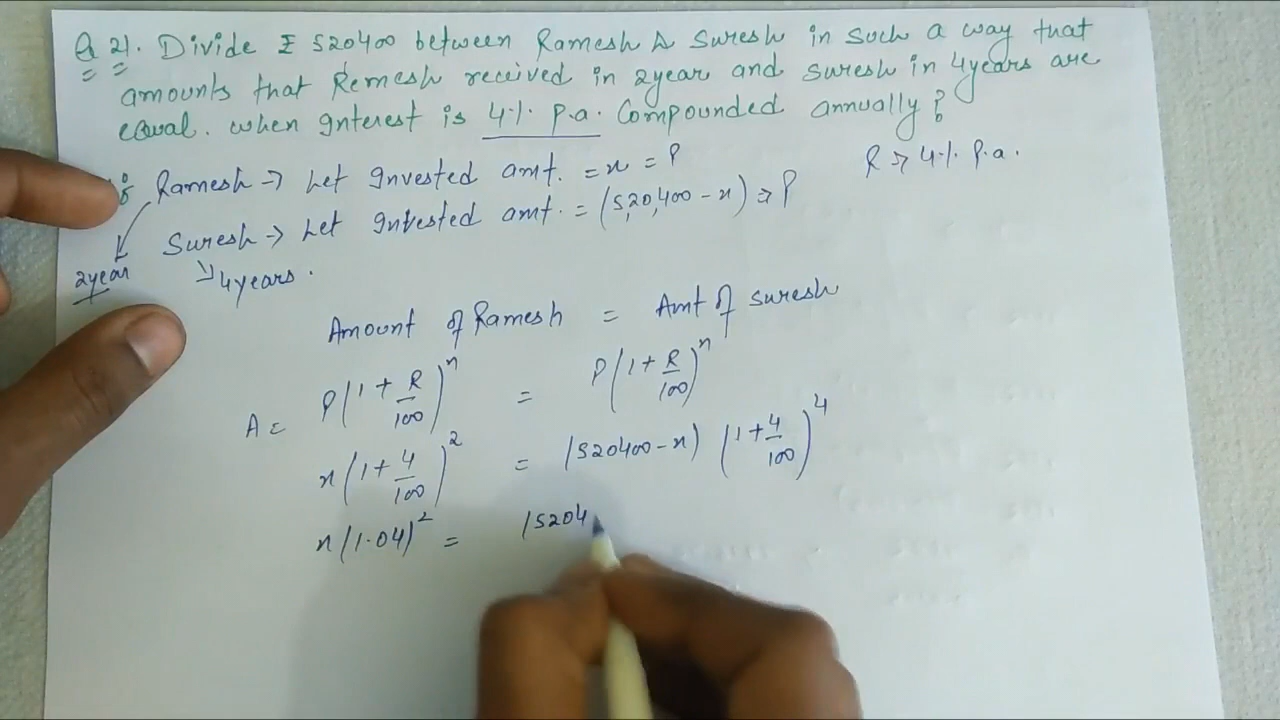 Q 21. Divide ₹ 520400 between Ramesh & Suresh in such a way that
amounts that Remesh received in 2year and Suresh in 4years are
equal. when Interest is 4% p.a. Compounded annually?
Ramesh → Let Invested amt. = x = P
R → 4% P.a.
Suresh → Let Invested amt. = (5,20,400 - x) ⇒ P
2year
↳ 4years.
Amount of Ramesh = Amt of Suresh
A = P(1 + R/100)^n = P(1 + R/100)^n
x(1 + 4/100)^2 = (520400 - x) (1 + 4/100)^4
x(1.04)^2 = (5204